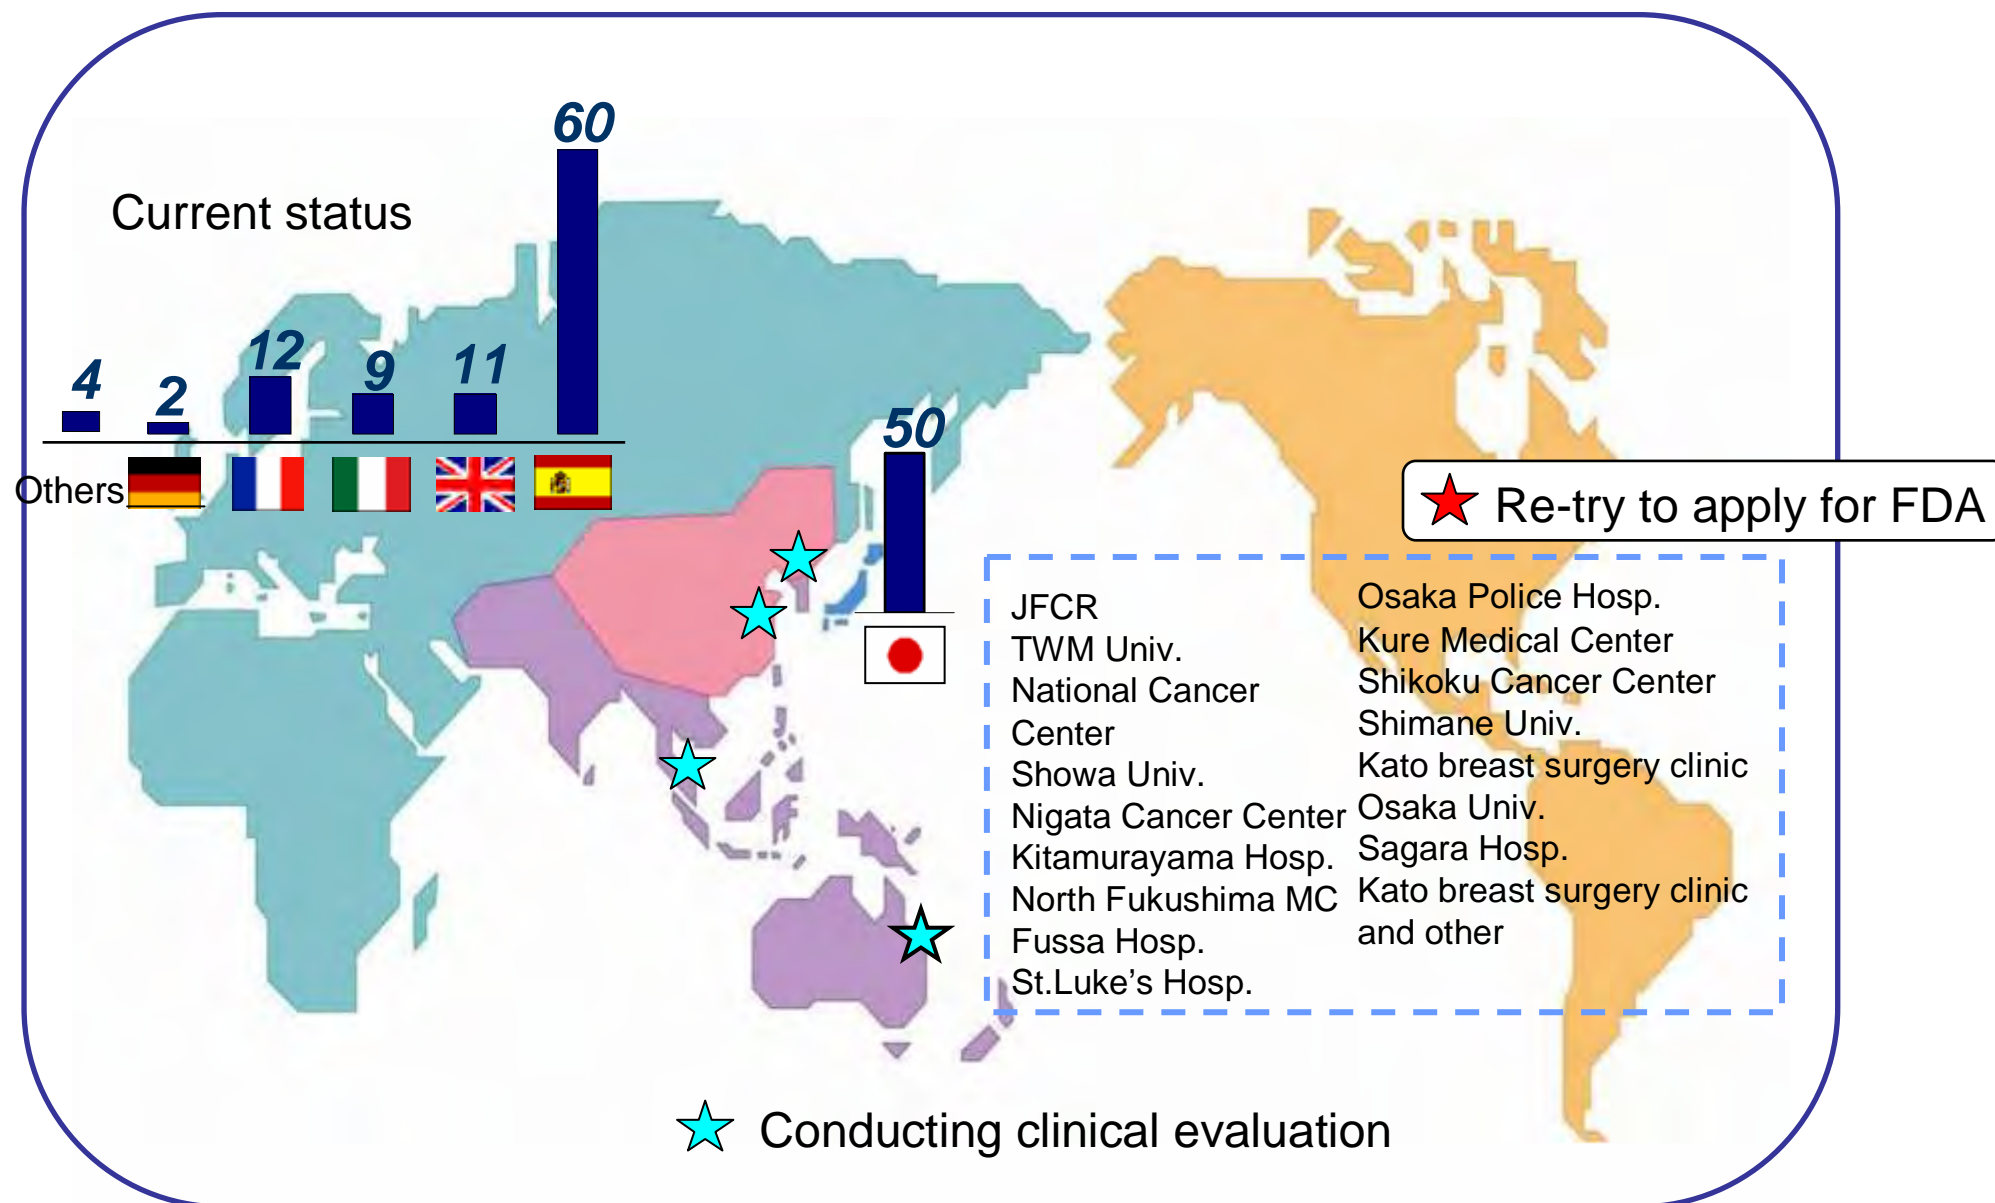 Current status
4
2
12
9
11
60
Others
50
Re-try to apply for FDA
JFCR
TWM Univ.
National Cancer
Center
Showa Univ.
Nigata Cancer Center
Kitamurayama Hosp.
North Fukushima MC
Fussa Hosp.
St.Luke’s Hosp.
Osaka Police Hosp.
Kure Medical Center
Shikoku Cancer Center
Shimane Univ.
Kato breast surgery clinic
Osaka Univ.
Sagara Hosp.
Kato breast surgery clinic
and other
Conducting clinical evaluation